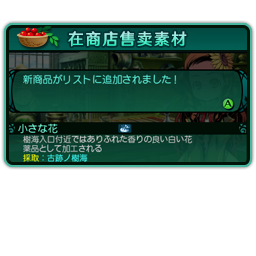 在商店售卖素材
新商品がリストに追加されました！
A
小さな花
樹海入口付近ではありふれた香りの良い白い花
薬品として加工される
採取：古跡ノ樹海